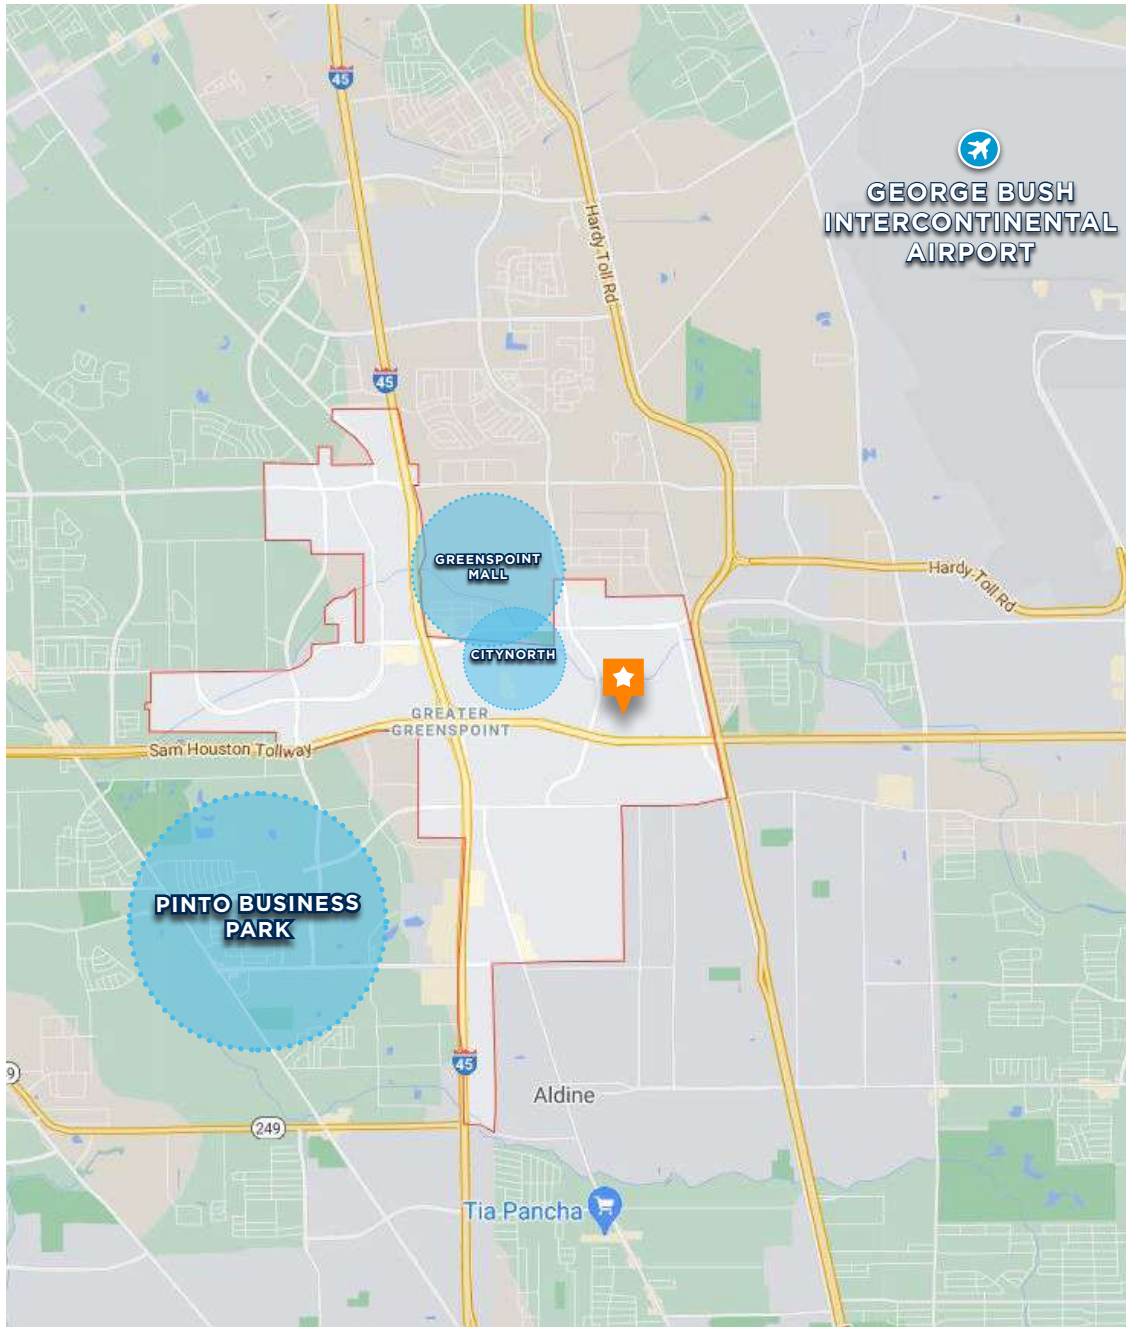 45
GEORGE BUSH
INTERCONTINENTAL
AIRPORT
Hardy Toll Rd
45
GREENSPOINT
MALL
Hardy Toll Rd
CITYNORTH
GREATER
GREENSPOINT
Sam Houston Tollway
PINTO BUSINESS
PARK
45
9
Aldine
249
Tia Pancha